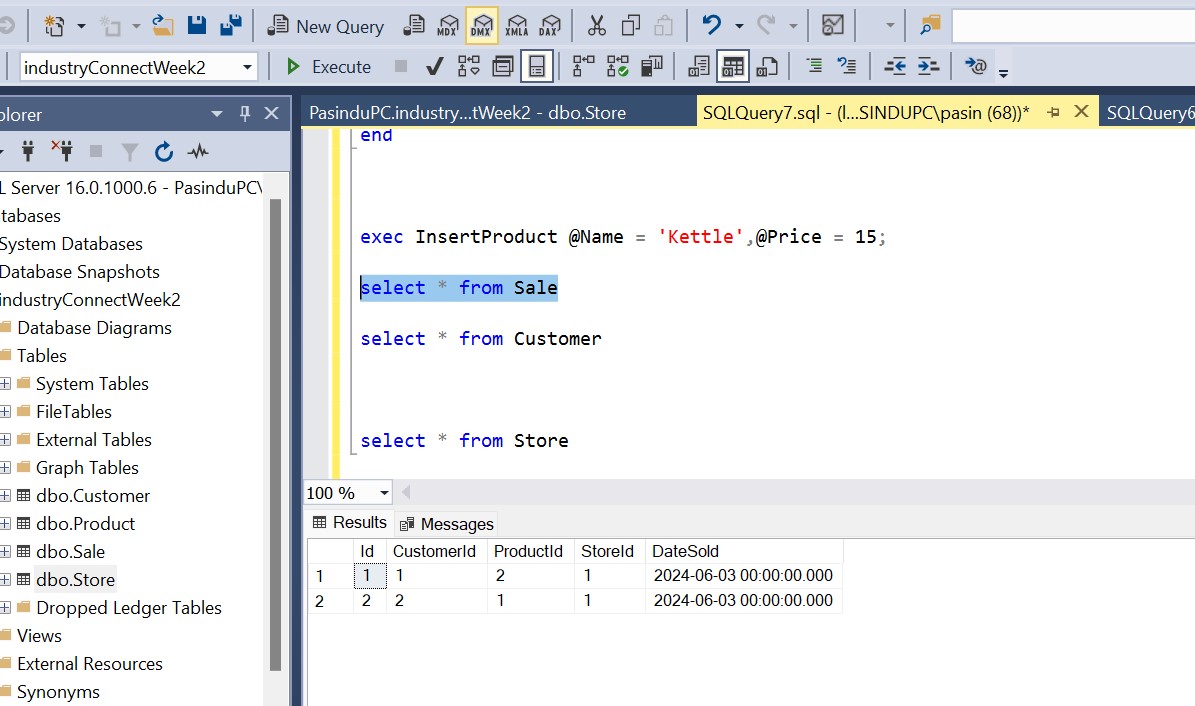 New Query
MDX
DMX
XMLA
DAX
industryConnectWeek2
Execute
plorer
PasinduPC.industry...tWeek2 - dbo.Store
SQLQuery7.sql - (l...SINDUPC\pasin (68))*
SQLQuery6
L Server 16.0.1000.6 - PasinduPC\
tabases
System Databases
Database Snapshots
industryConnectWeek2
Database Diagrams
Tables
System Tables
FileTables
External Tables
Graph Tables
dbo.Customer
dbo.Product
dbo.Sale
dbo.Store
Dropped Ledger Tables
Views
External Resources
Synonyms
end
exec InsertProduct @Name = 'Kettle',@Price = 15;
select * from Sale
select * from Customer
select * from Store
100 %
Results
Messages
Id CustomerId ProductId StoreId DateSold
1 1 1 2 1 2024-06-03 00:00:00.000
2 2 2 1 1 2024-06-03 00:00:00.000